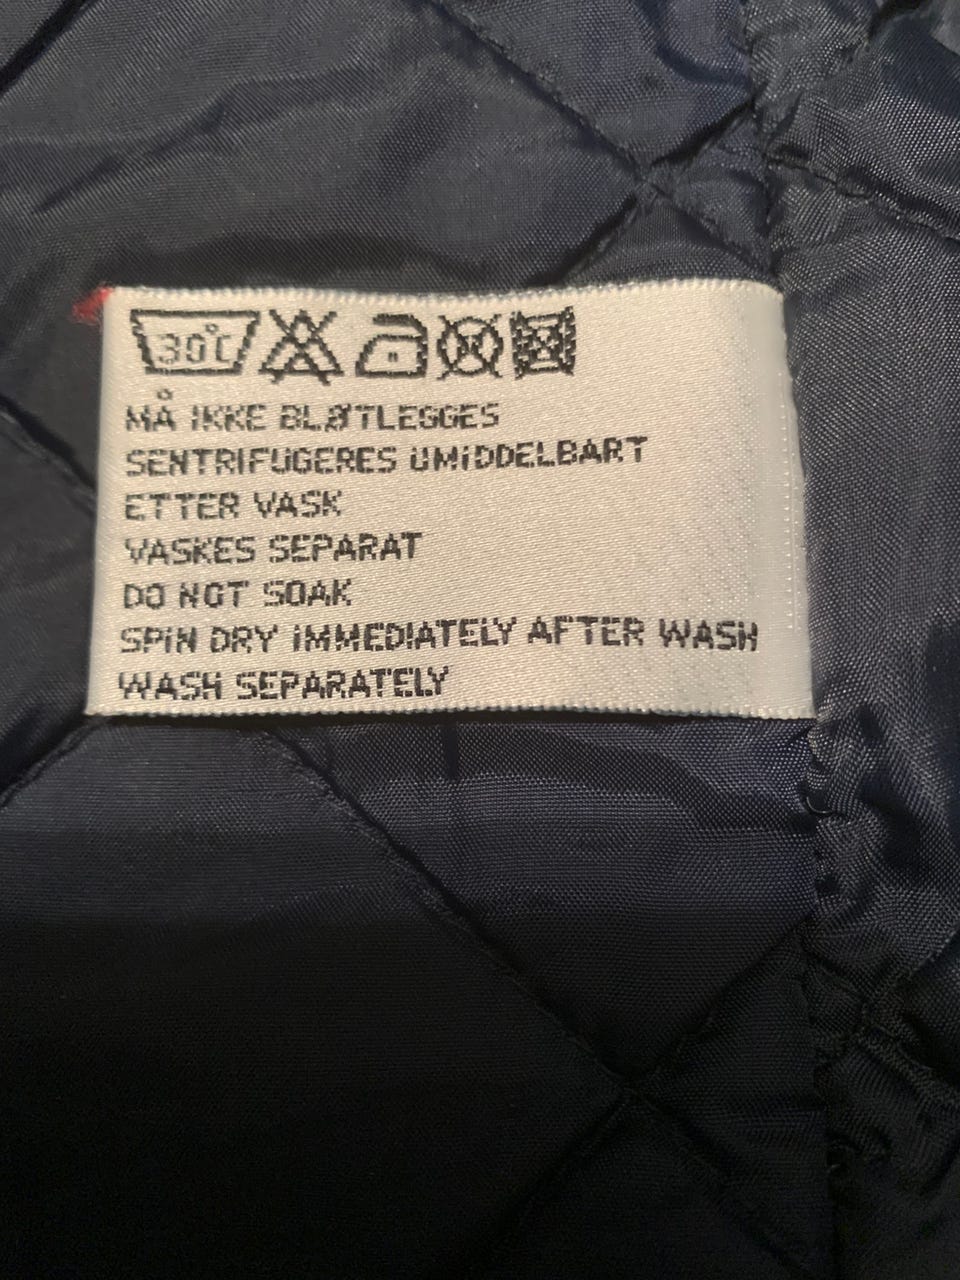 30°C
MÅ IKKE BLØTLEGGES
SENTRIFUGERES UMIDDELBART
ETTER VASK
VASKES SEPARAT
DO NOT SOAK
SPIN DRY IMMEDIATELY AFTER WASH
WASH SEPARATELY